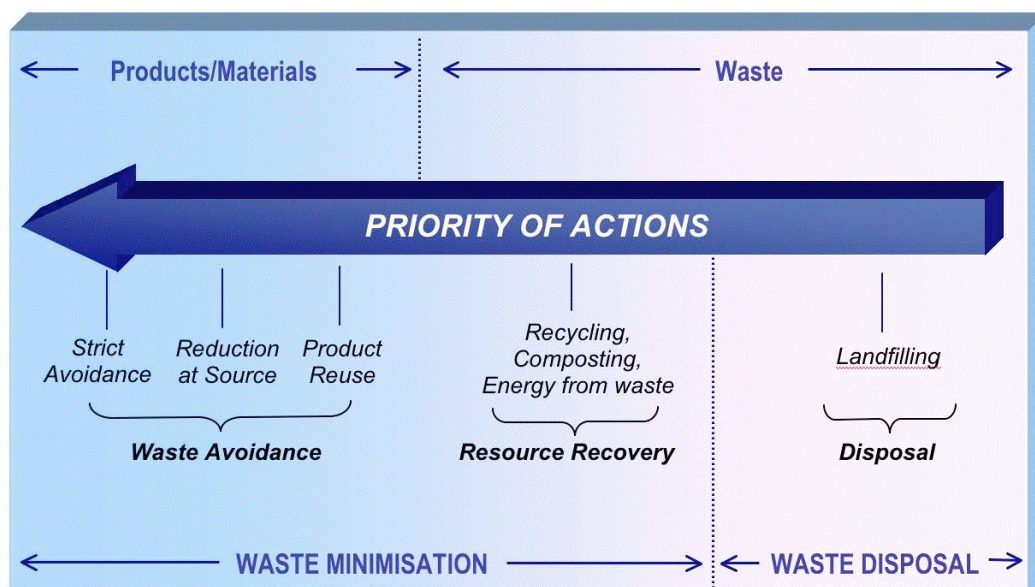 Products/Materials
Waste
PRIORITY OF ACTIONS
Strict
Avoidance
Reduction
at Source
Product
Reuse
Recycling,
Composting,
Energy from waste
Landfilling
Waste Avoidance
Resource Recovery
Disposal
WASTE MINIMISATION
WASTE DISPOSAL